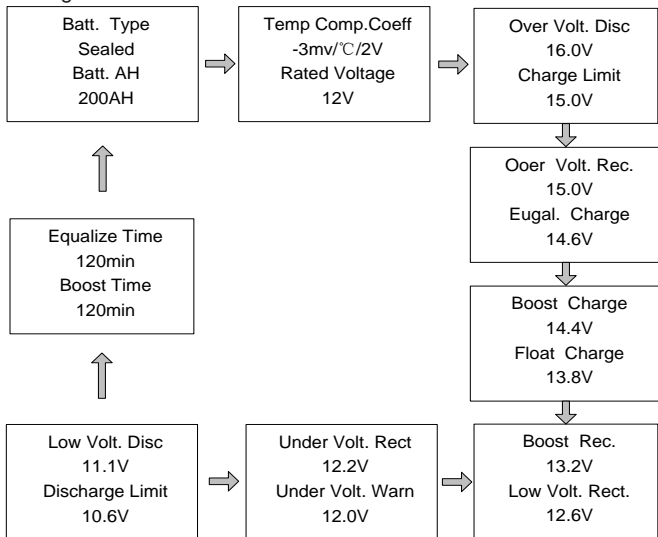 Batt. Type
Sealed
Batt. AH
200AH
Temp Comp.Coeff
-3mv/℃/2V
Rated Voltage
12V
Over Volt. Disc
16.0V
Charge Limit
15.0V
Ooer Volt. Rec.
15.0V
Eugal. Charge
14.6V
Equalize Time
120min
Boost Time
120min
Boost Charge
14.4V
Float Charge
13.8V
Low Volt. Disc
11.1V
Discharge Limit
10.6V
Under Volt. Rect
12.2V
Under Volt. Warn
12.0V
Boost Rec.
13.2V
Low Volt. Rect.
12.6V